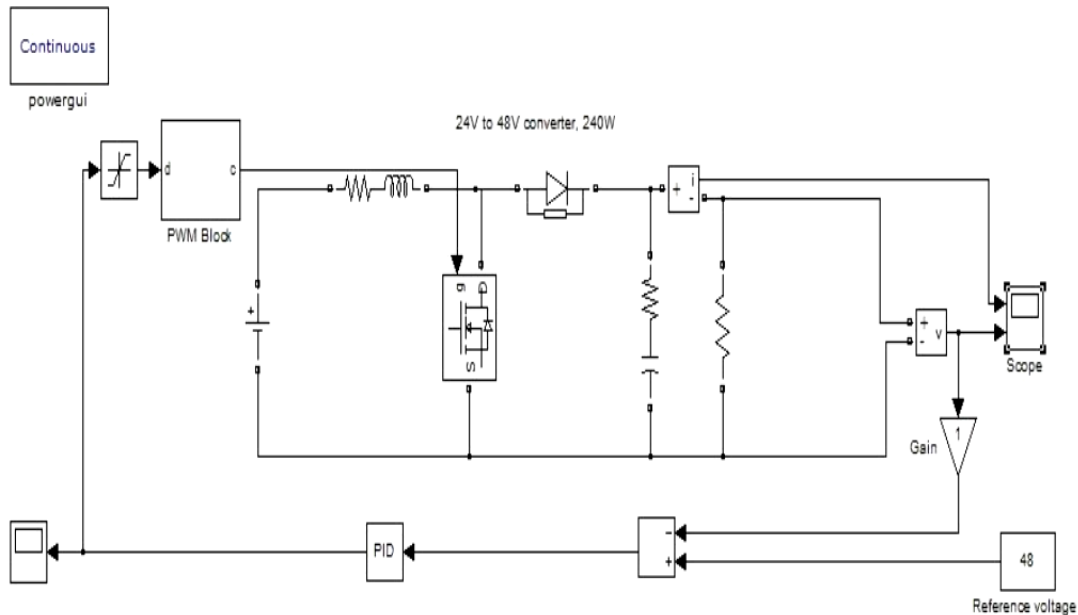 Continuous
powergui
24V to 48V converter, 240W
d
c
PWM Block
i
+
-
g
D
S
+
+
-
v
Scope
1
Gain
PID
-
+
48
Reference voltage